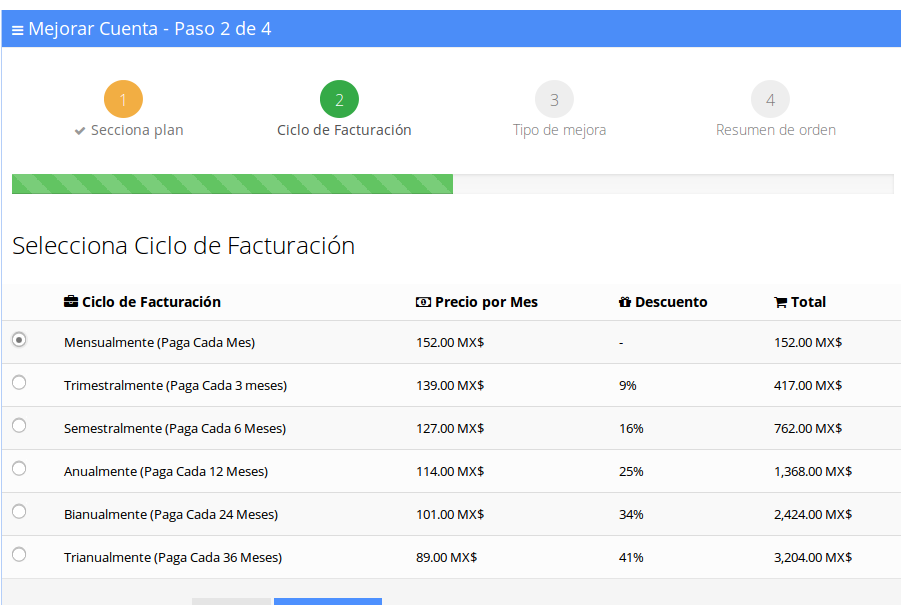 Mejorar Cuenta - Paso 2 de 4
1 2 3 4
Secciona plan Ciclo de Facturación Tipo de mejora Resumen de orden
Selecciona Ciclo de Facturación
Ciclo de Facturación Precio por Mes Descuento Total
Mensualmente (Paga Cada Mes) 152.00 MX$ - 152.00 MX$
Trimestralmente (Paga Cada 3 meses) 139.00 MX$ 9% 417.00 MX$
Semestralmente (Paga Cada 6 Meses) 127.00 MX$ 16% 762.00 MX$
Anualmente (Paga Cada 12 Meses) 114.00 MX$ 25% 1,368.00 MX$
Bianualmente (Paga Cada 24 Meses) 101.00 MX$ 34% 2,424.00 MX$
Trianualmente (Paga Cada 36 Meses) 89.00 MX$ 41% 3,204.00 MX$